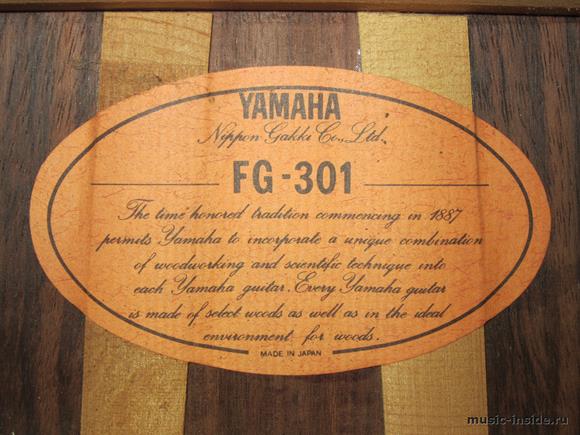 YAMAHA
Nippon Gakki Co., Ltd.,
FG-301
The time honored tradition commencing in 1887
permits Yamaha to incorporate a unique combination
of woodworking and scientific technique into
each Yamaha guitar. Every Yamaha guitar
is made of select woods as well as in the ideal
environment for woods.
MADE IN JAPAN
music-inside.ru